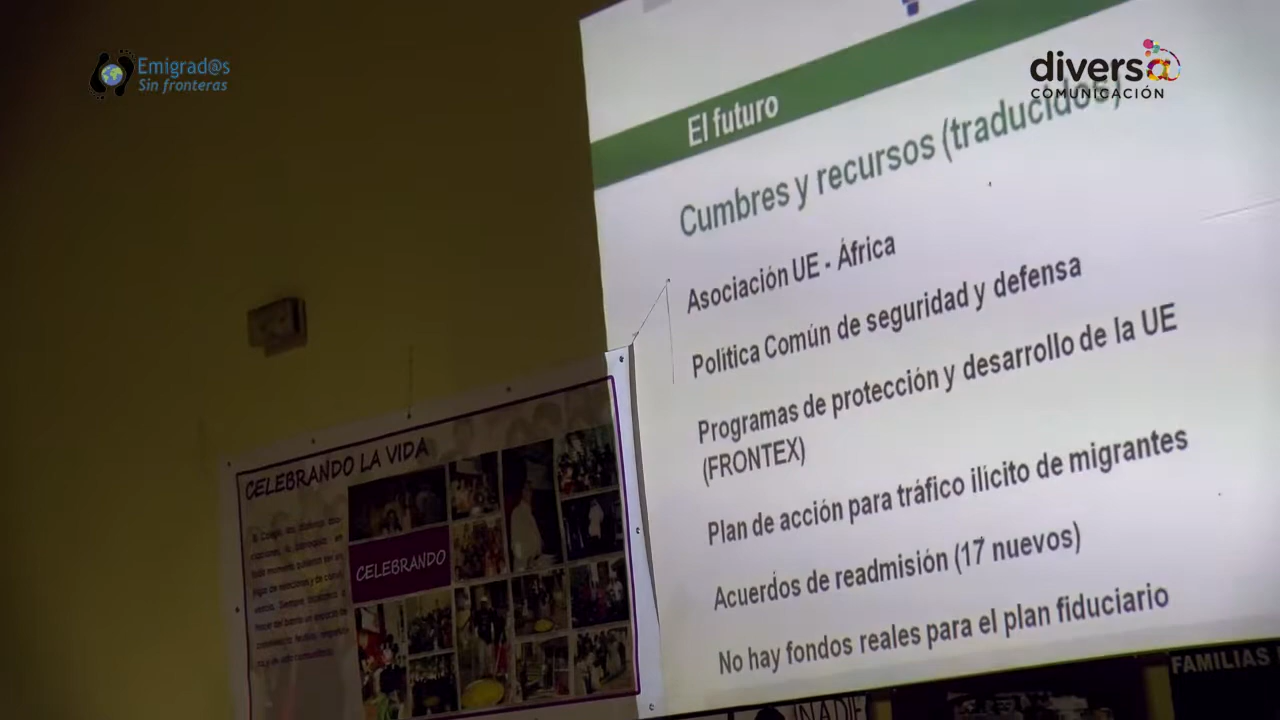 Emigrad@s
Sin fronteras
diversa
COMUNICACIÓN
El futuro
Cumbres y recursos (traducidos)
Asociación UE - África
Política Común de seguridad y defensa
Programas de protección y desarrollo de la UE
(FRONTEX)
Plan de acción para tráfico ilícito de migrantes
Acuerdos de readmisión (17 nuevos)
No hay fondos reales para el plan fiduciario
CELEBRANDO LA VIDA
CELEBRANDO
FAMILIAS